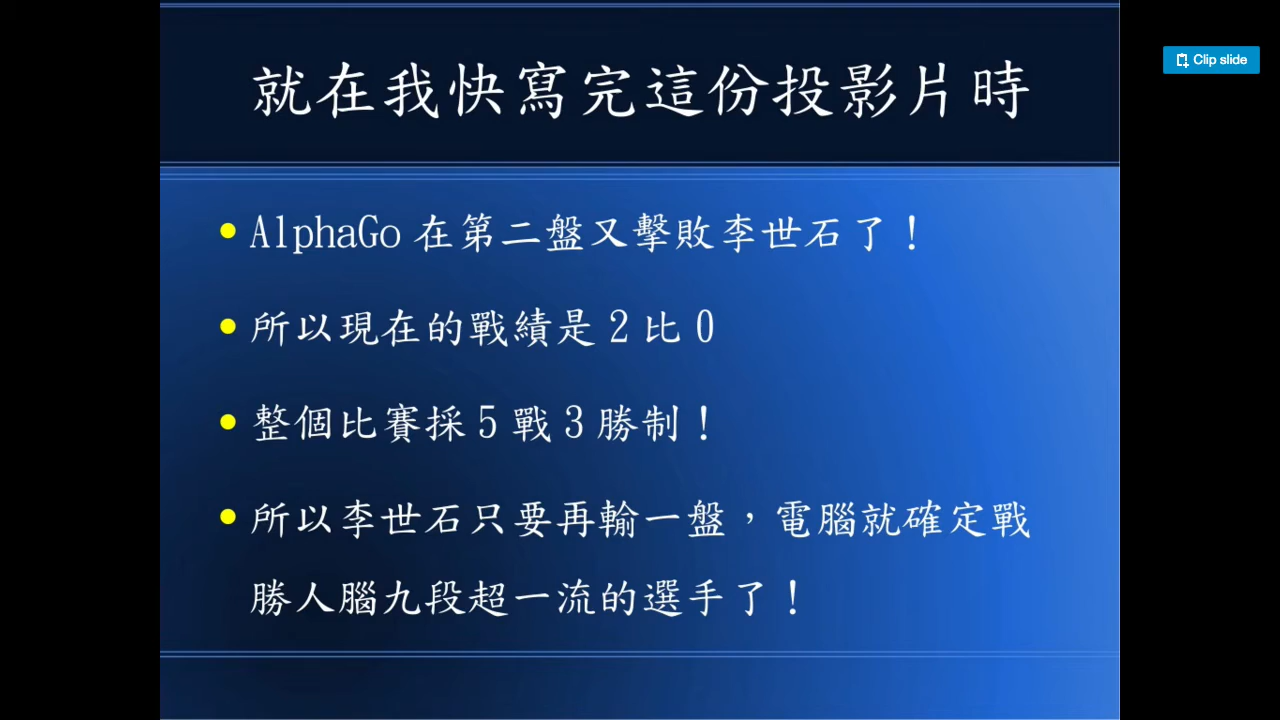 就在我快寫完這份投影片時
Clip slide
• AlphaGo 在第二盤又擊敗李世石了！
• 所以現在的戰績是 2 比 0
• 整個比賽採 5 戰 3 勝制！
• 所以李世石只要再輸一盤，電腦就確定戰
勝人腦九段超一流的選手了！